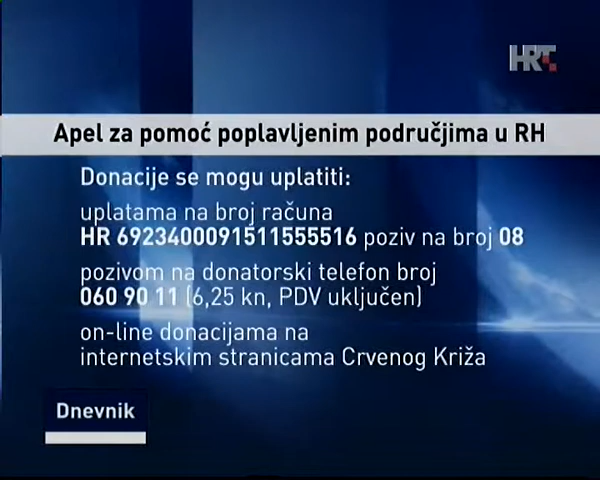 HRT
Apel za pomoć poplavljenim područjima u RH
Donacije se mogu uplatiti:
uplatama na broj računa
HR 6923400091511555516 poziv na broj 08
pozivom na donatorski telefon broj
060 90 11 (6,25 kn, PDV uključen)
on-line donacijama na
internetskim stranicama Crvenog Križa
Dnevnik